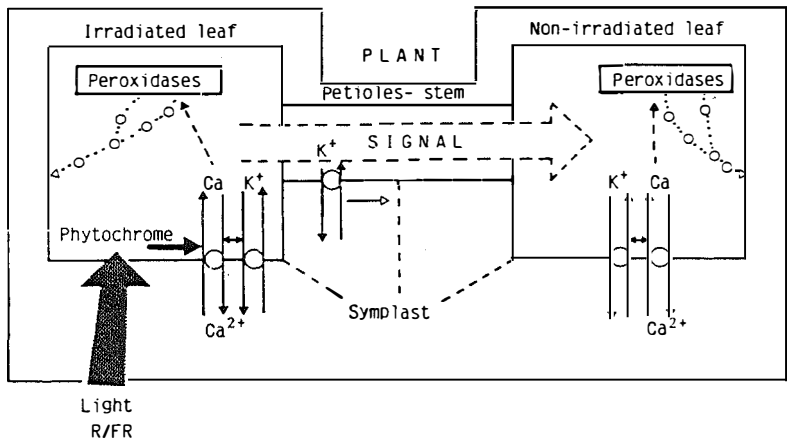 Irradiated leaf
PLANT
Non-irradiated leaf
Peroxidases
Petioles- stem
Peroxidases
SIGNAL
K+
Ca K+
K+ Ca
Phytochrome
Symplast
Ca2+
Ca2+
Light
R/FR